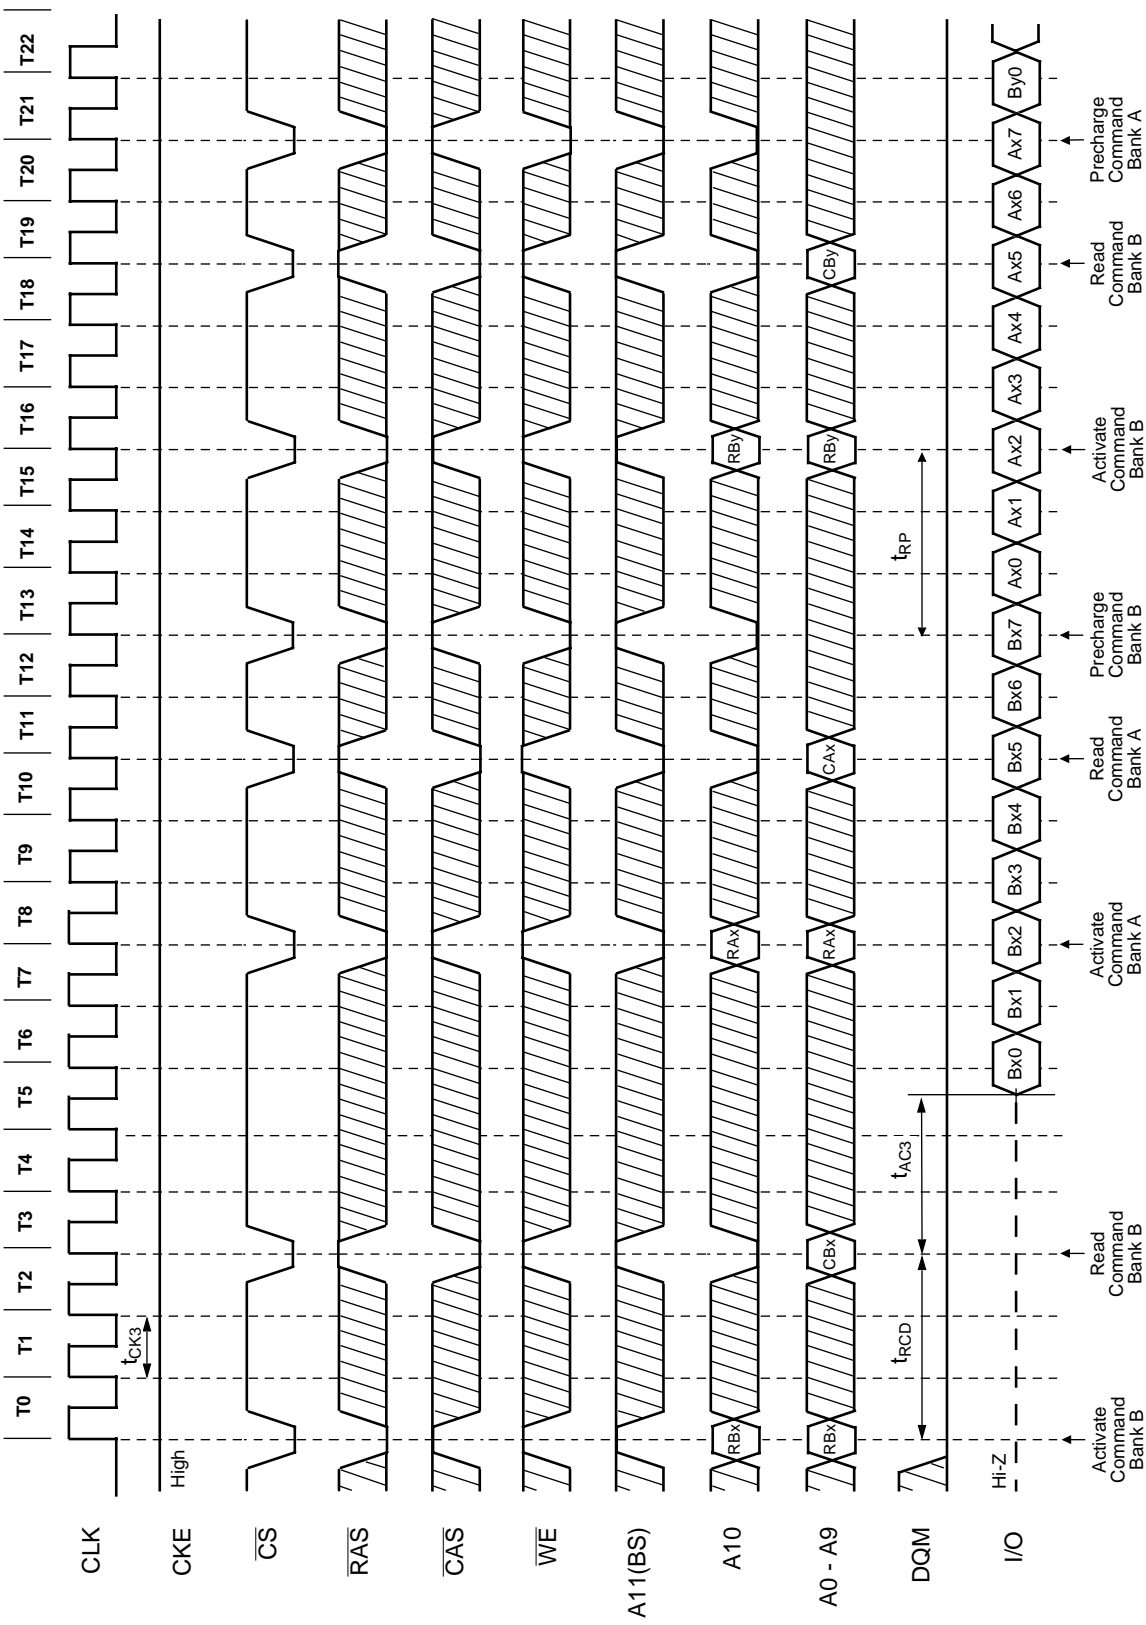 T0 T1 T2 T3 T4 T5 T6 T7 T8 T9 T10 T11 T12 T13 T14 T15 T16 T17 T18 T19 T20 T21 T22
CLK
tCK3
CKE
High
CS
RAS
CAS
WE
A11(BS)
A10
RBx RAx RBy
A0 - A9
RBx CBx RAx CAx RBy CBy
DQM
tRCD tAC3 tRP
I/O
Hi-Z
Bx0 Bx1 Bx2 Bx3 Bx4 Bx5 Bx6 Bx7 Ax0 Ax1 Ax2 Ax3 Ax4 Ax5 Ax6 Ax7 By0
Activate
Command
Bank B
Read
Command
Bank B
Activate
Command
Bank A
Read
Command
Bank A
Precharge
Command
Bank B
Activate
Command
Bank B
Read
Command
Bank B
Precharge
Command
Bank A